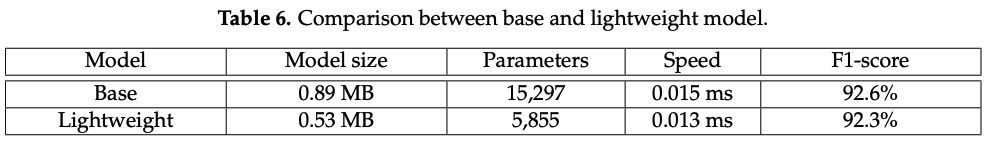 Table 6. Comparison between base and lightweight model.
Model Model size Parameters Speed F1-score
Base 0.89 MB 15,297 0.015 ms 92.6%
Lightweight 0.53 MB 5,855 0.013 ms 92.3%